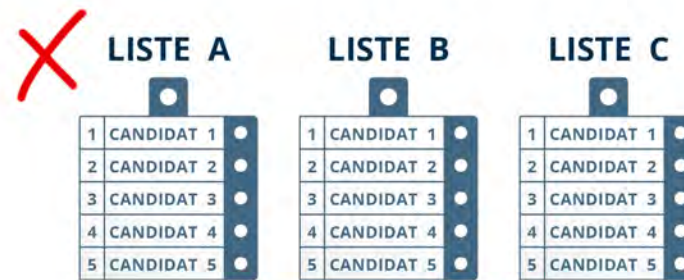 LISTE A LISTE B LISTE C
1 CANDIDAT 1 1 CANDIDAT 1 1 CANDIDAT 1
2 CANDIDAT 2 2 CANDIDAT 2 2 CANDIDAT 2
3 CANDIDAT 3 3 CANDIDAT 3 3 CANDIDAT 3
4 CANDIDAT 4 4 CANDIDAT 4 4 CANDIDAT 4
5 CANDIDAT 5 5 CANDIDAT 5 5 CANDIDAT 5